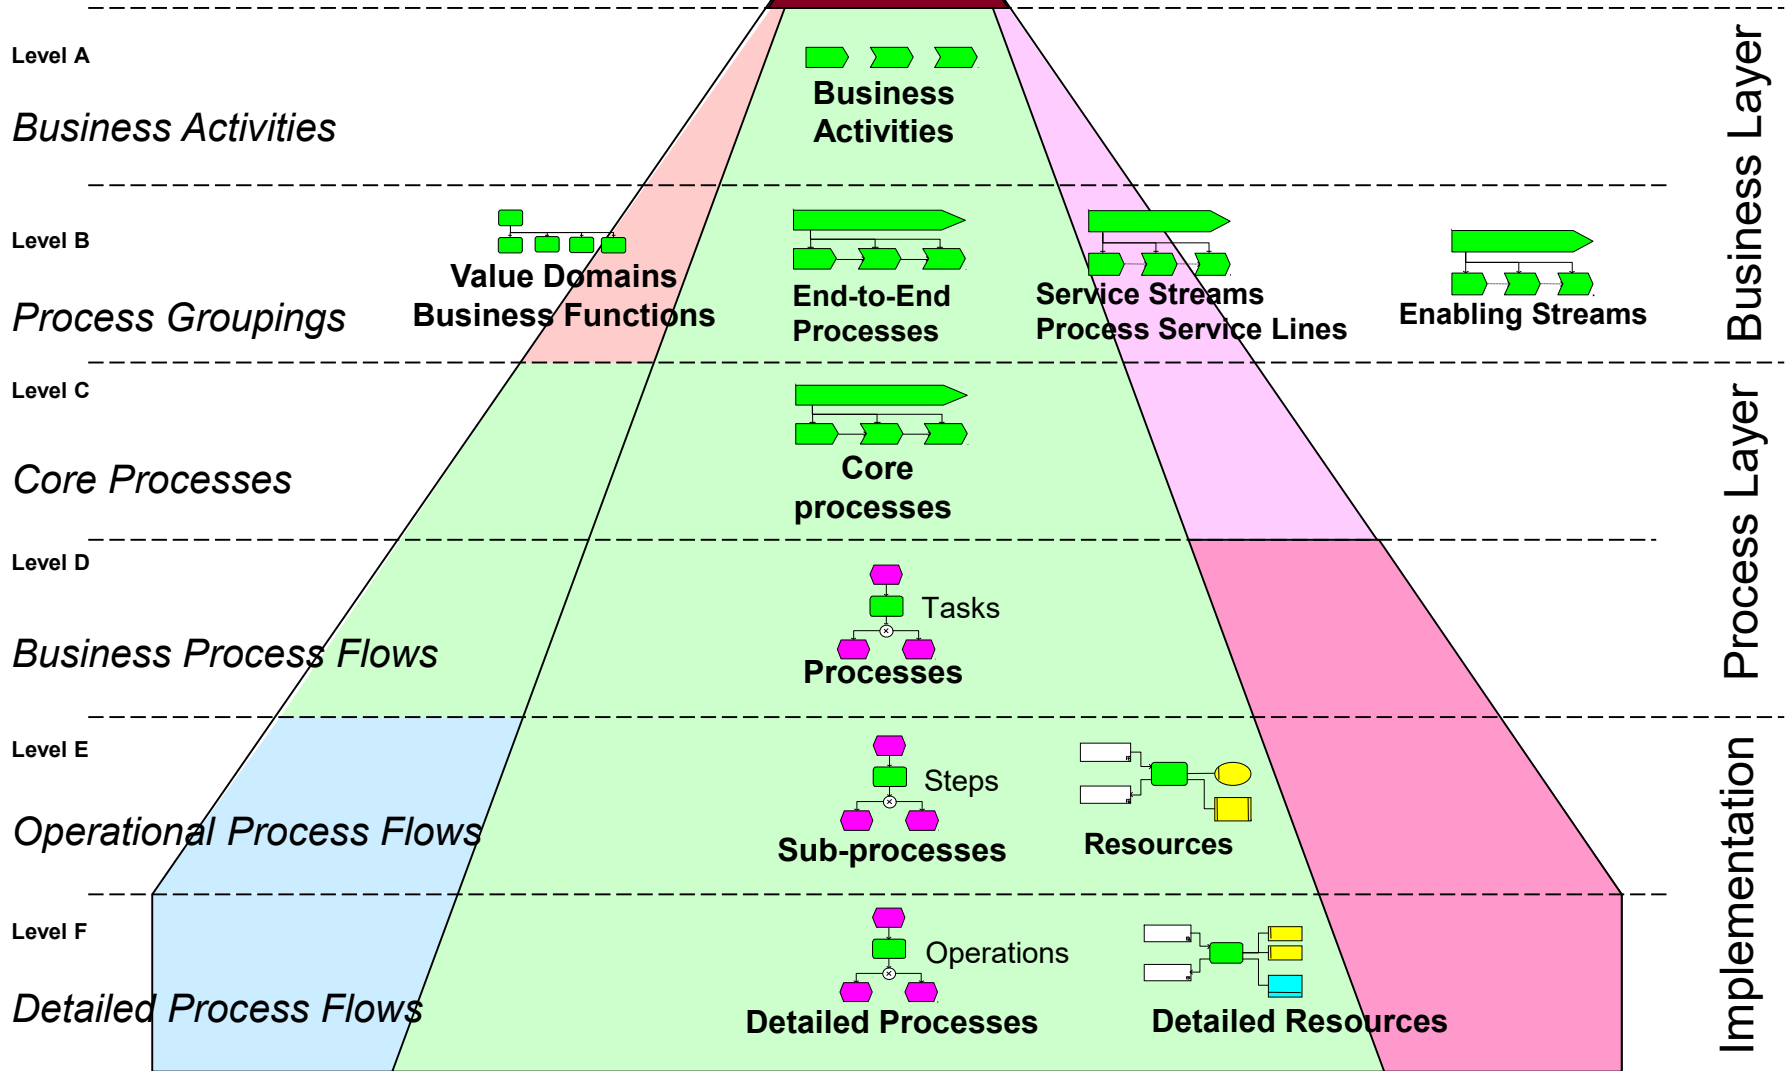 Level A
Business Activities
Business
Activities
Business Layer
Level B
Process Groupings
Value Domains
Business Functions
End-to-End
Processes
Service Streams
Process Service Lines
Enabling Streams
Level C
Core Processes
Core
processes
Process Layer
Level D
Business Process Flows
Tasks
Processes
Level E
Operational Process Flows
Steps
Sub-processes
Resources
Implementation
Level F
Detailed Process Flows
Operations
Detailed Processes
Detailed Resources